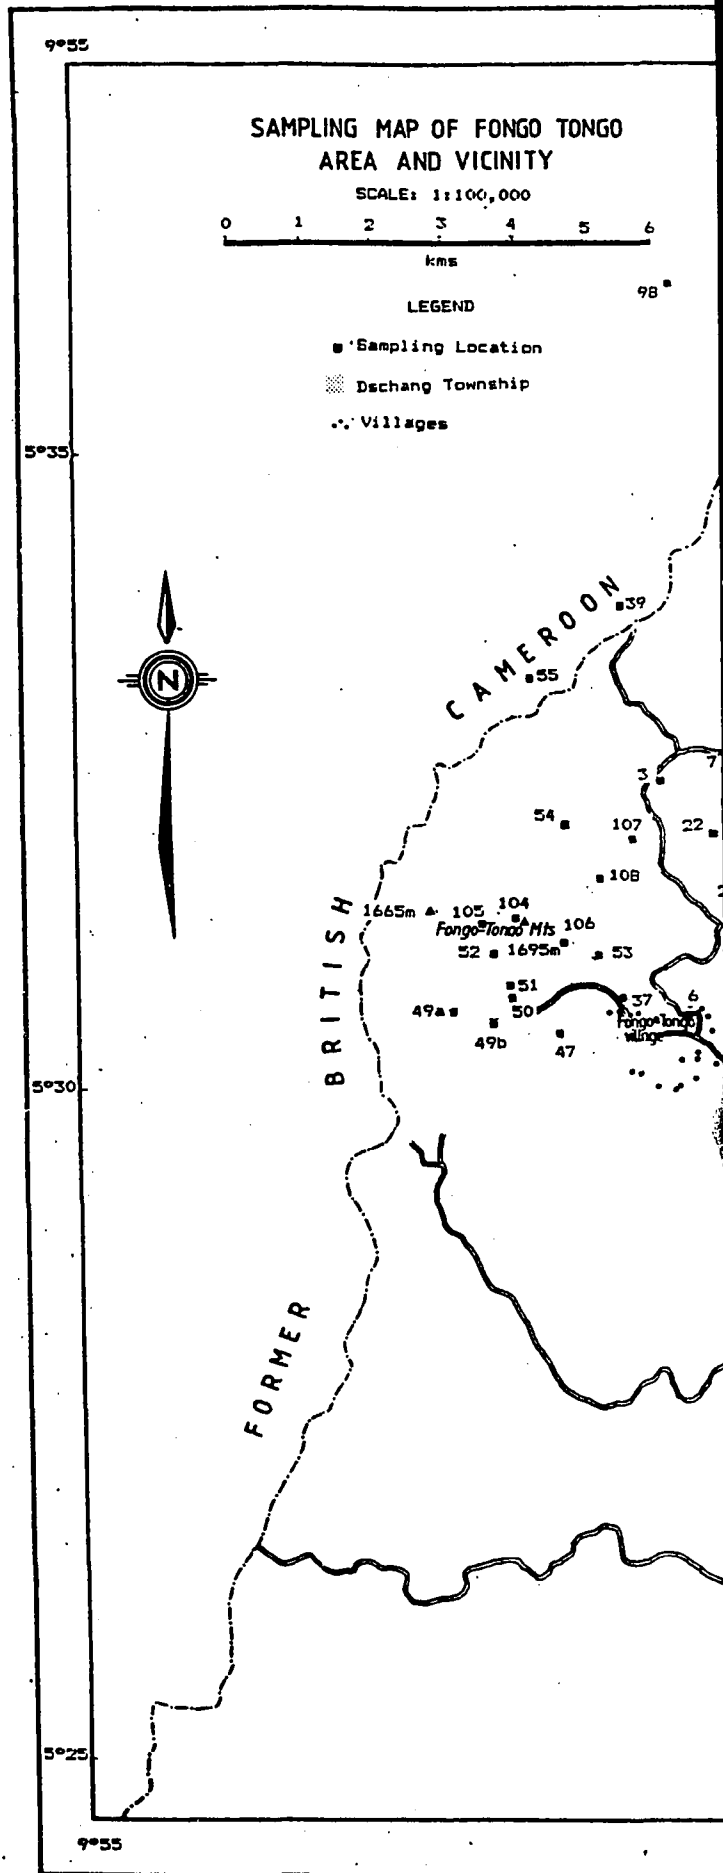 9°55
SAMPLING MAP OF FONGO TONGO
AREA AND VICINITY
SCALE: 1:100,000
0 1 2 3 4 5 6
kms
98
LEGEND
Sampling Location
Dschang Township
Villages
5°35
39
CAMEROON
55
N
7
3
54
107
22
108
2
1665m
105
104
Fongo-Tongo Mts
106
52
1695m
53
BRITISH
51
50
37
6
49a
49b
47
Fongo-Tongo
village
5°30
FORMER
5°25
9°55